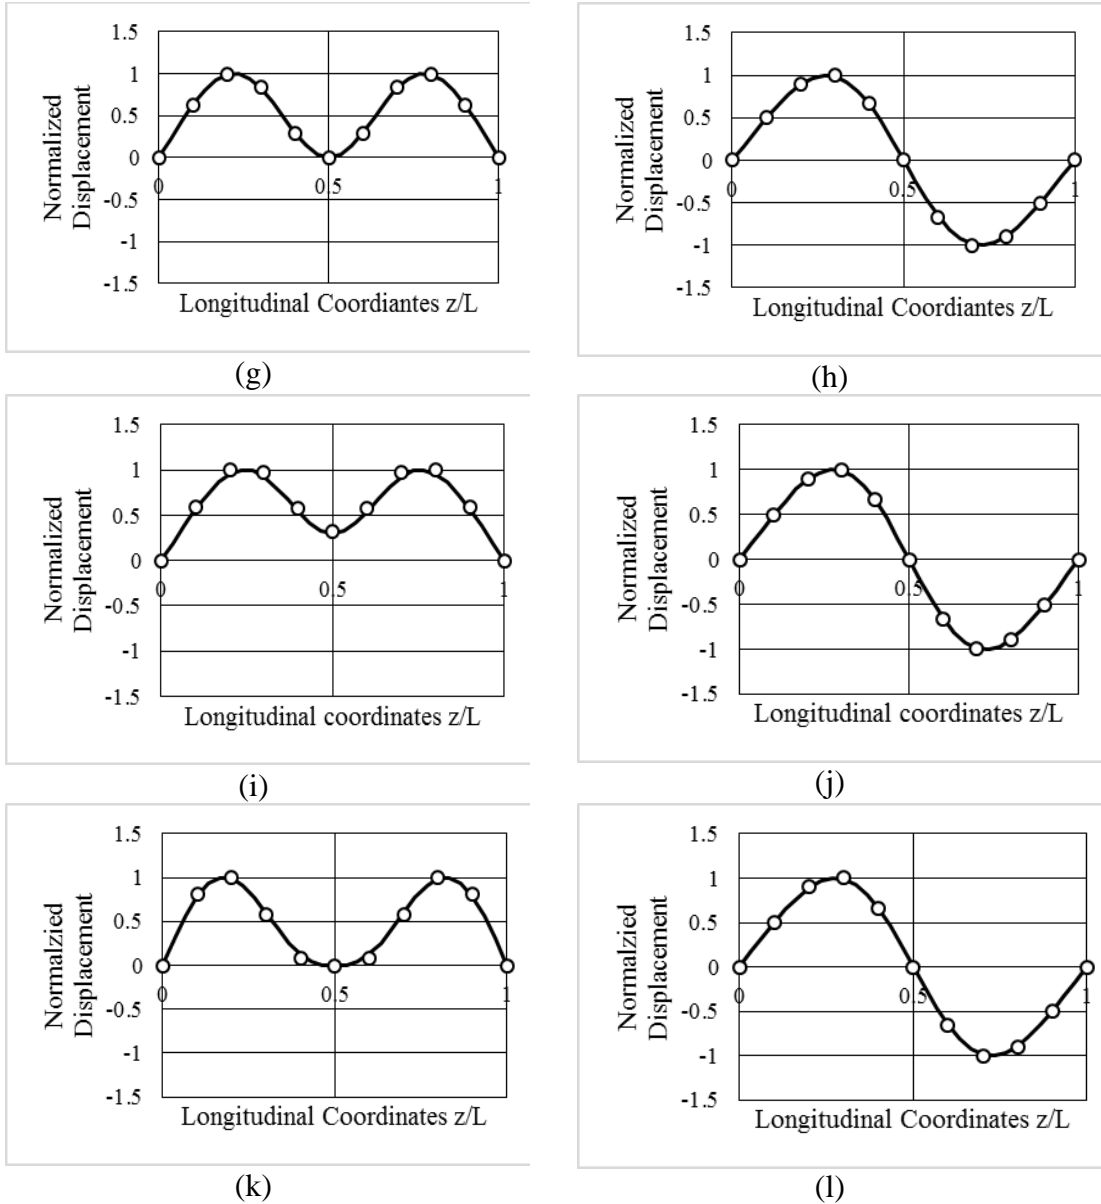 1.5
1
0.5
0
-0.5
-1
-1.5
0
0.5
1
Normalized
Displacement
Longitudinal Coordiantes z/L
(g)
1.5
1
0.5
0
-0.5
-1
-1.5
0
0.5
1
Normalized
Displacement
Longitudinal Coordiantes z/L
(h)
1.5
1
0.5
0
-0.5
-1
-1.5
0
0.5
1
Normalized
Displacement
Longitudinal coordinates z/L
(i)
1.5
1
0.5
0
-0.5
-1
-1.5
0
0.5
1
Normalized
Displacement
Longitudinal coordinates z/L
(j)
1.5
1
0.5
0
-0.5
-1
-1.5
0
0.5
1
Normalzied
Displacement
Longitudinal Coordinates z/L
(k)
1.5
1
0.5
0
-0.5
-1
-1.5
0
0.5
1
Normalzied
Displacement
Longitudinal Coordinates z/L
(l)